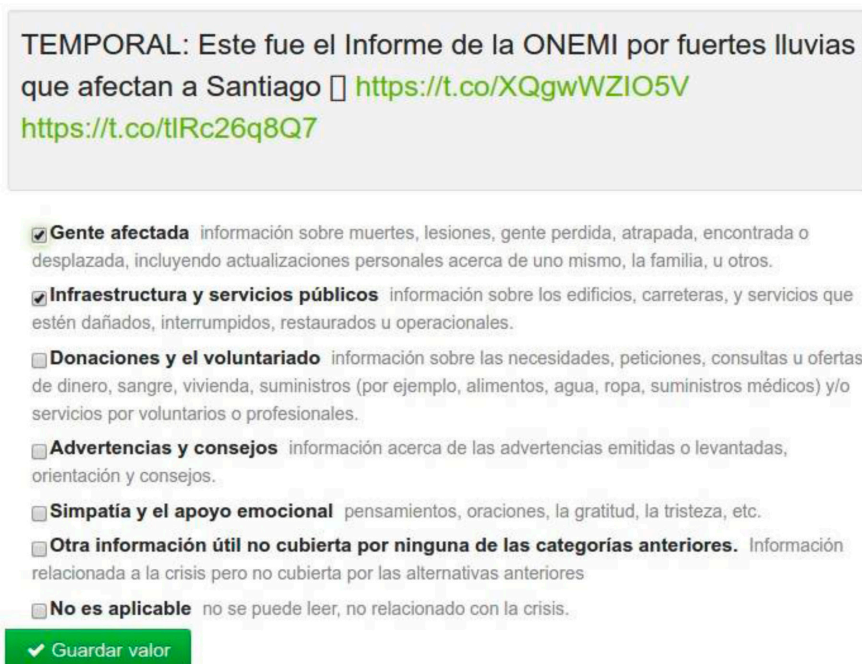 TEMPORAL: Este fue el Informe de la ONEMI por fuertes lluvias
que afectan a Santiago https://t.co/XQgwWZIO5V
https://t.co/tlRc26q8Q7
Gente afectada información sobre muertes, lesiones, gente perdida, atrapada, encontrada o
desplazada, incluyendo actualizaciones personales acerca de uno mismo, la familia, u otros.
Infraestructura y servicios públicos información sobre los edificios, carreteras, y servicios que
estén dañados, interrumpidos, restaurados u operacionales.
Donaciones y el voluntariado información sobre las necesidades, peticiones, consultas u ofertas
de dinero, sangre, vivienda, suministros (por ejemplo, alimentos, agua, ropa, suministros médicos) y/o
servicios por voluntarios o profesionales.
Advertencias y consejos información acerca de las advertencias emitidas o levantadas,
orientación y consejos.
Simpatía y el apoyo emocional pensamientos, oraciones, la gratitud, la tristeza, etc.
Otra información útil no cubierta por ninguna de las categorías anteriores. Información
relacionada a la crisis pero no cubierta por las alternativas anteriores
No es aplicable no se puede leer, no relacionado con la crisis.
Guardar valor